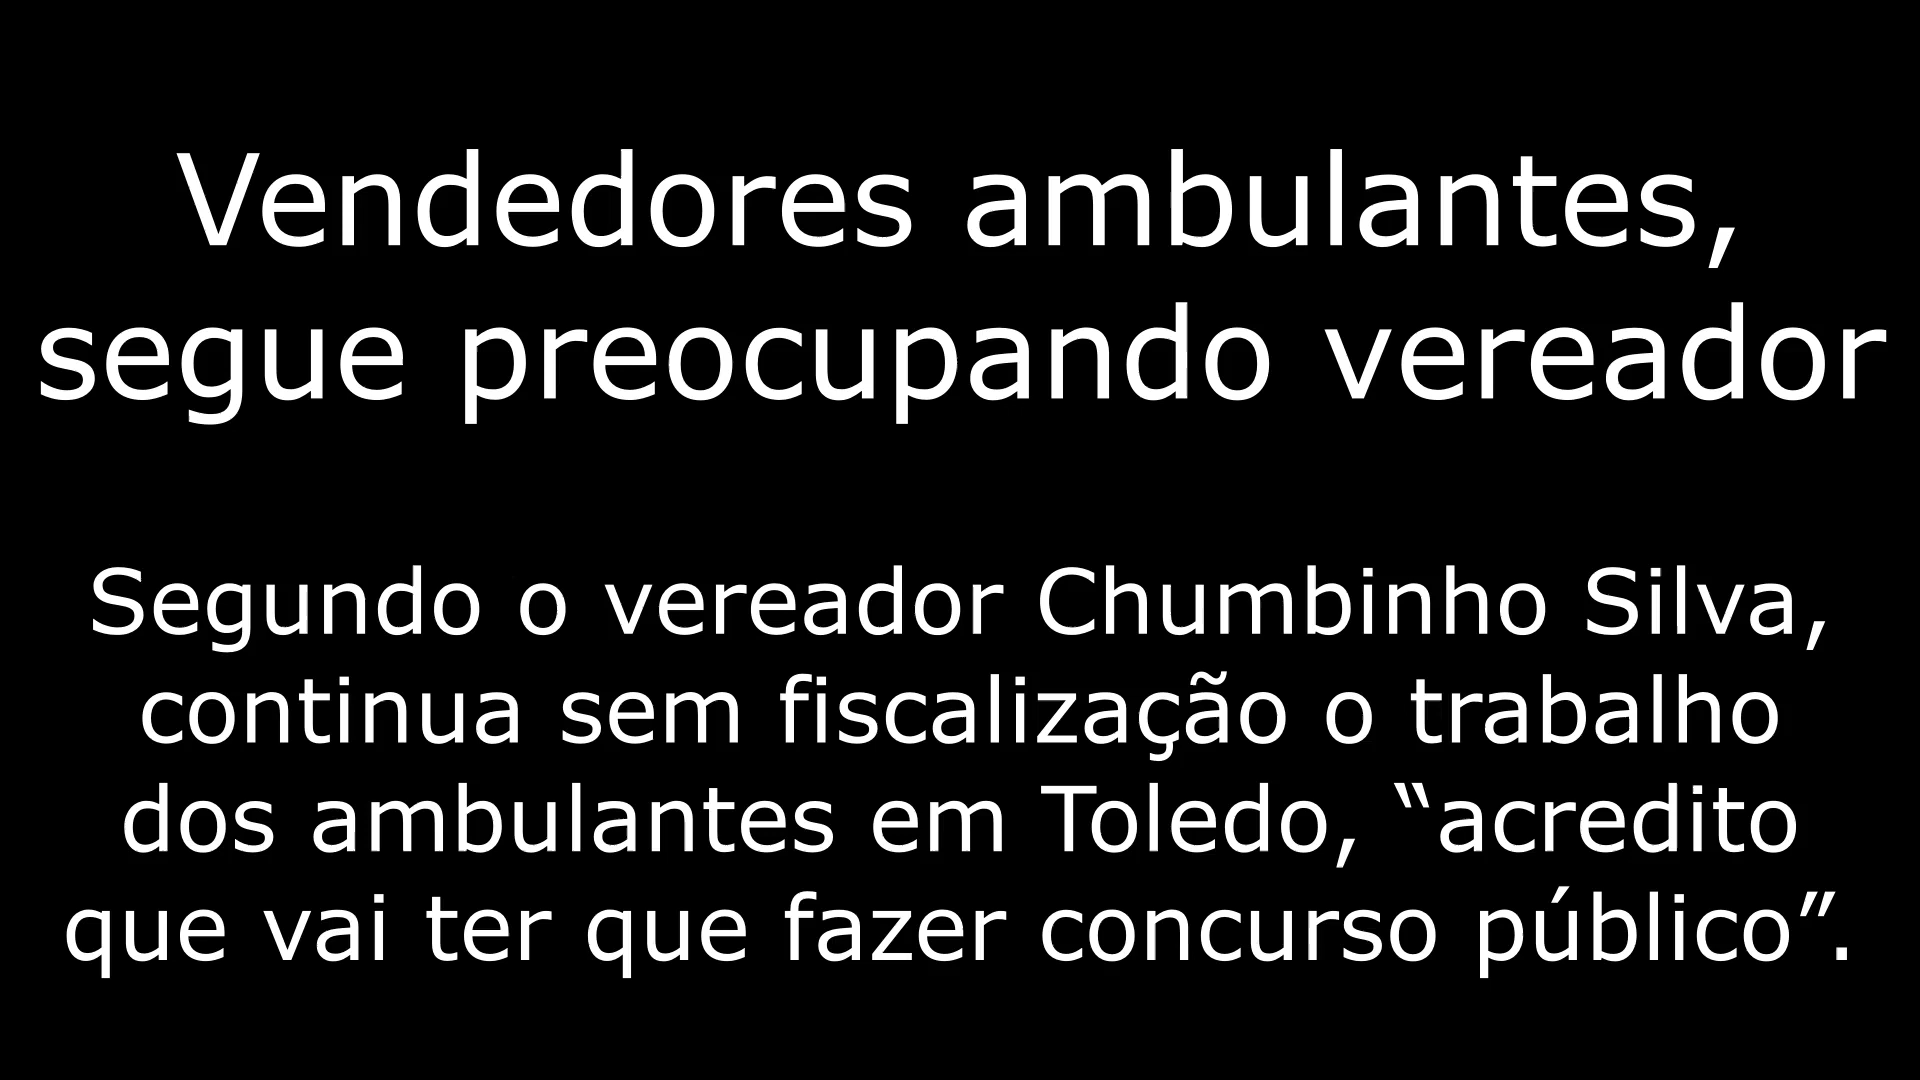 Vendedores ambulantes,
segue preocupando vereador
Segundo o vereador Chumbinho Silva,
continua sem fiscalização o trabalho
dos ambulantes em Toledo, “acredito
que vai ter que fazer concurso público”.